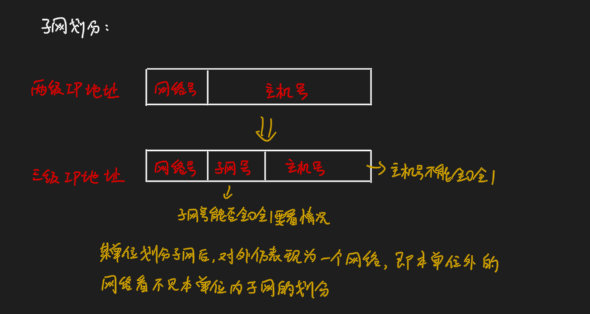 子网划分:
两级IP地址 网络号 主机号
三级IP地址 网络号 子网号 主机号 →主机号不能全0全1
子网号能否全0全1要看情况
某单位划分子网后,对外仍表现为一个网络,即本单位外的
网络看不见本单位内子网的划分